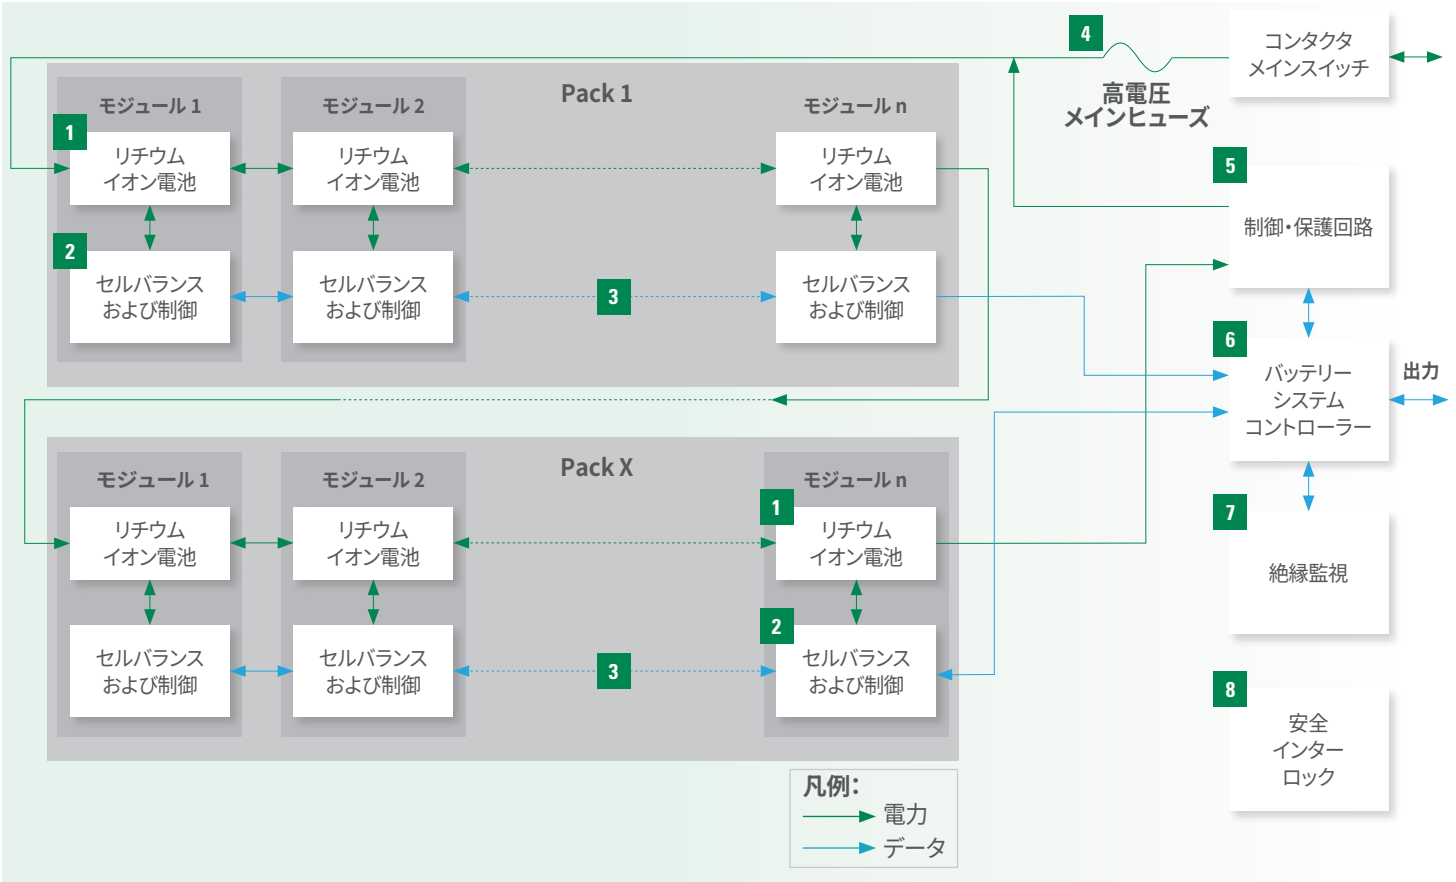 4
コンタクタ
メインスイッチ
高電圧
メインヒューズ
Pack 1
モジュール 1
モジュール 2
モジュール n
1
リチウム
イオン電池
リチウム
イオン電池
リチウム
イオン電池
2
セルバランス
および制御
セルバランス
および制御
3
セルバランス
および制御
5
制御・保護回路
6
バッテリー
システム
コントローラー
出力
Pack X
モジュール 1
モジュール 2
モジュール n
リチウム
イオン電池
リチウム
イオン電池
1
リチウム
イオン電池
セルバランス
および制御
セルバランス
および制御
3
2
セルバランス
および制御
7
絶縁監視
8
安全
インター
ロック
凡例：
電力
データ